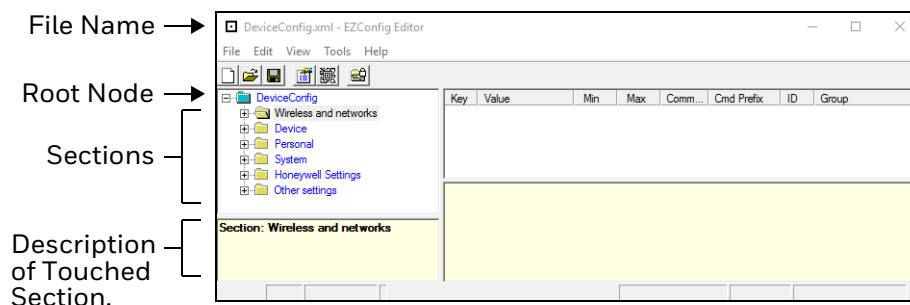 File Name
DeviceConfig.xml - EZConfig Editor
File Edit View Tools Help
Root Node
DeviceConfig
Sections
Wireless and networks
Device
Personal
System
Honeywell Settings
Other settings
Key Value Min Max Comm... Cmd Prefix ID Group
Description
of Touched
Section.
Section: Wireless and networks